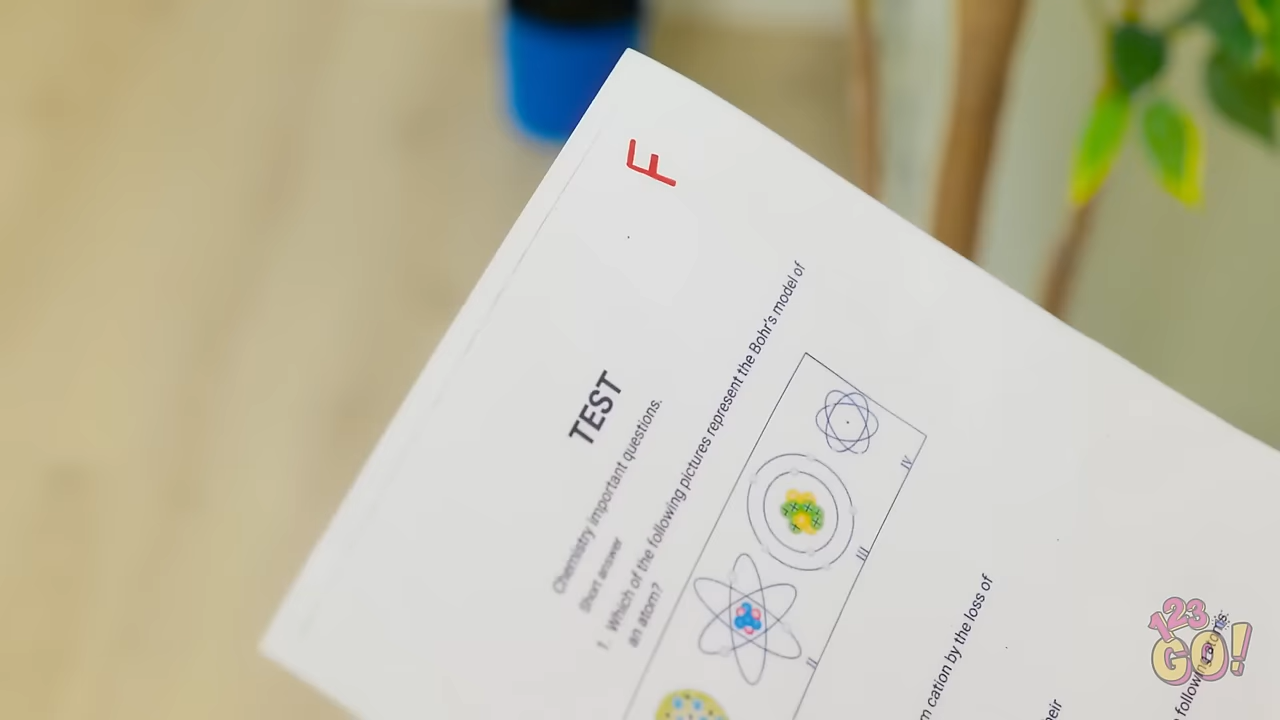 F
TEST
Chemistry important questions.
Short answer
1. Which of the following pictures represent the Bohr's model of
an atom?
II
III
IV
cation by the loss of
123
GO!